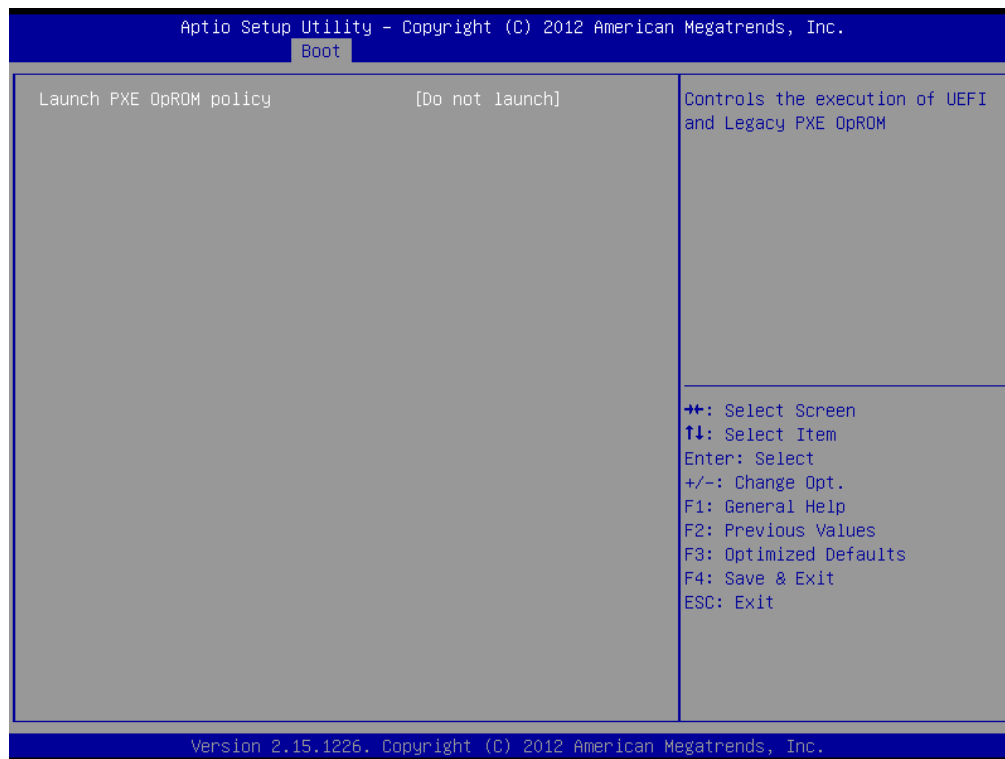 Aptio Setup Utility – Copyright (C) 2012 American Megatrends, Inc.
Boot
Launch PXE OpROM policy [Do not launch]
Controls the execution of UEFI
and Legacy PXE OpROM
→←: Select Screen
↑↓: Select Item
Enter: Select
+/-: Change Opt.
F1: General Help
F2: Previous Values
F3: Optimized Defaults
F4: Save & Exit
ESC: Exit
Version 2.15.1226. Copyright (C) 2012 American Megatrends, Inc.